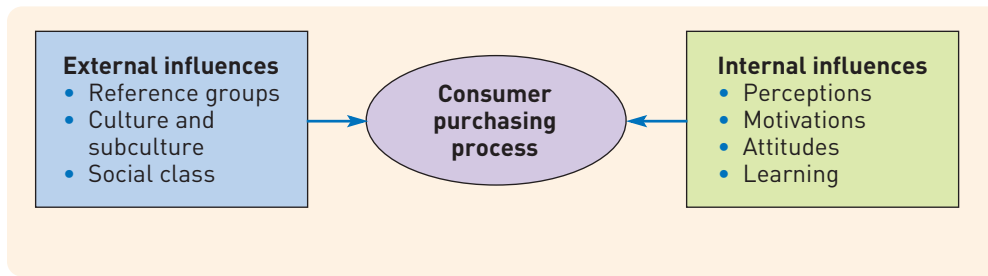 External influences
• Reference groups
• Culture and
subculture
• Social class
Consumer
purchasing
process
Internal influences
• Perceptions
• Motivations
• Attitudes
• Learning